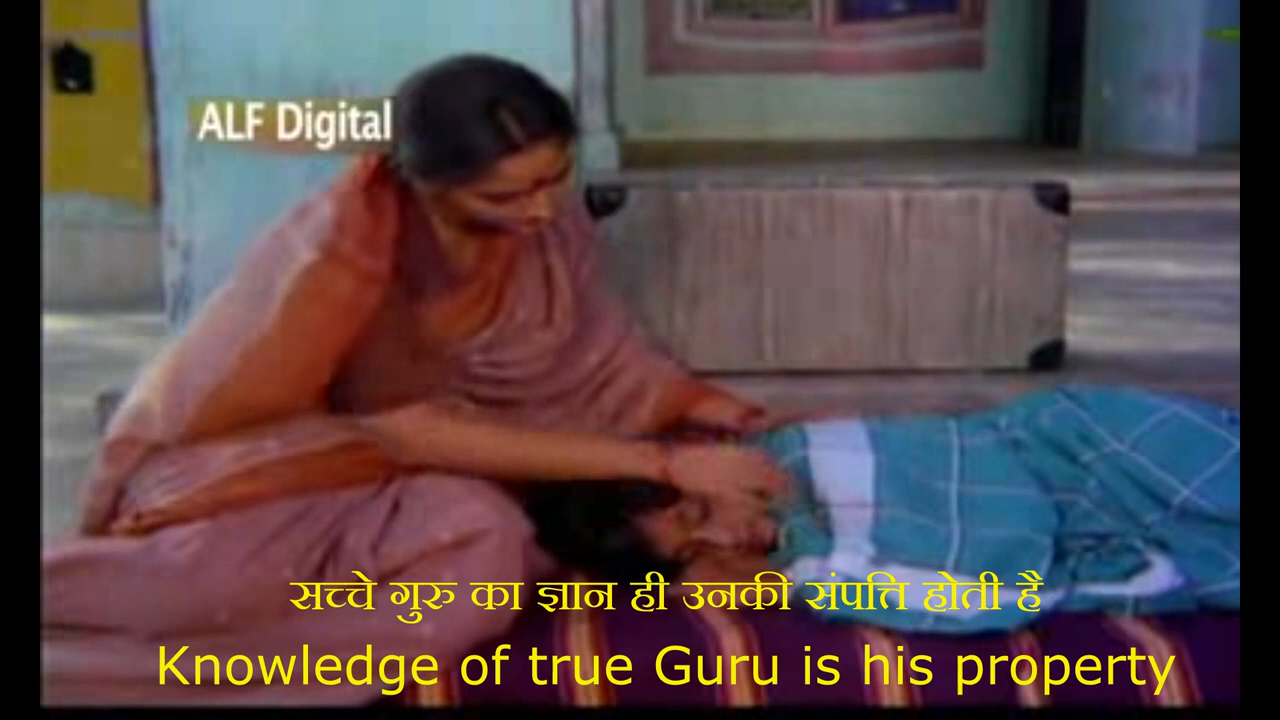 ALF Digital
सच्चे गुरु का ज्ञान ही उनकी संपत्ति होती है
Knowledge of true Guru is his property